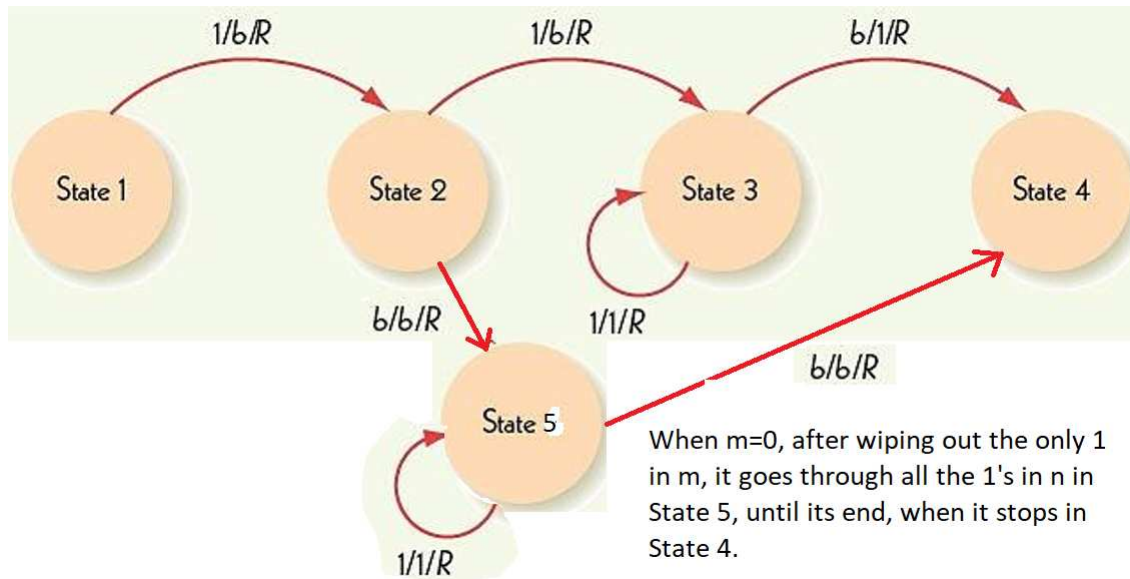 1/b/R
1/b/R
b/1/R
State 1
State 2
State 3
State 4
b/b/R
1/1/R
b/b/R
State 5
When m=0, after wiping out the only 1
in m, it goes through all the 1's in n in
State 5, until its end, when it stops in
State 4.
1/1/R